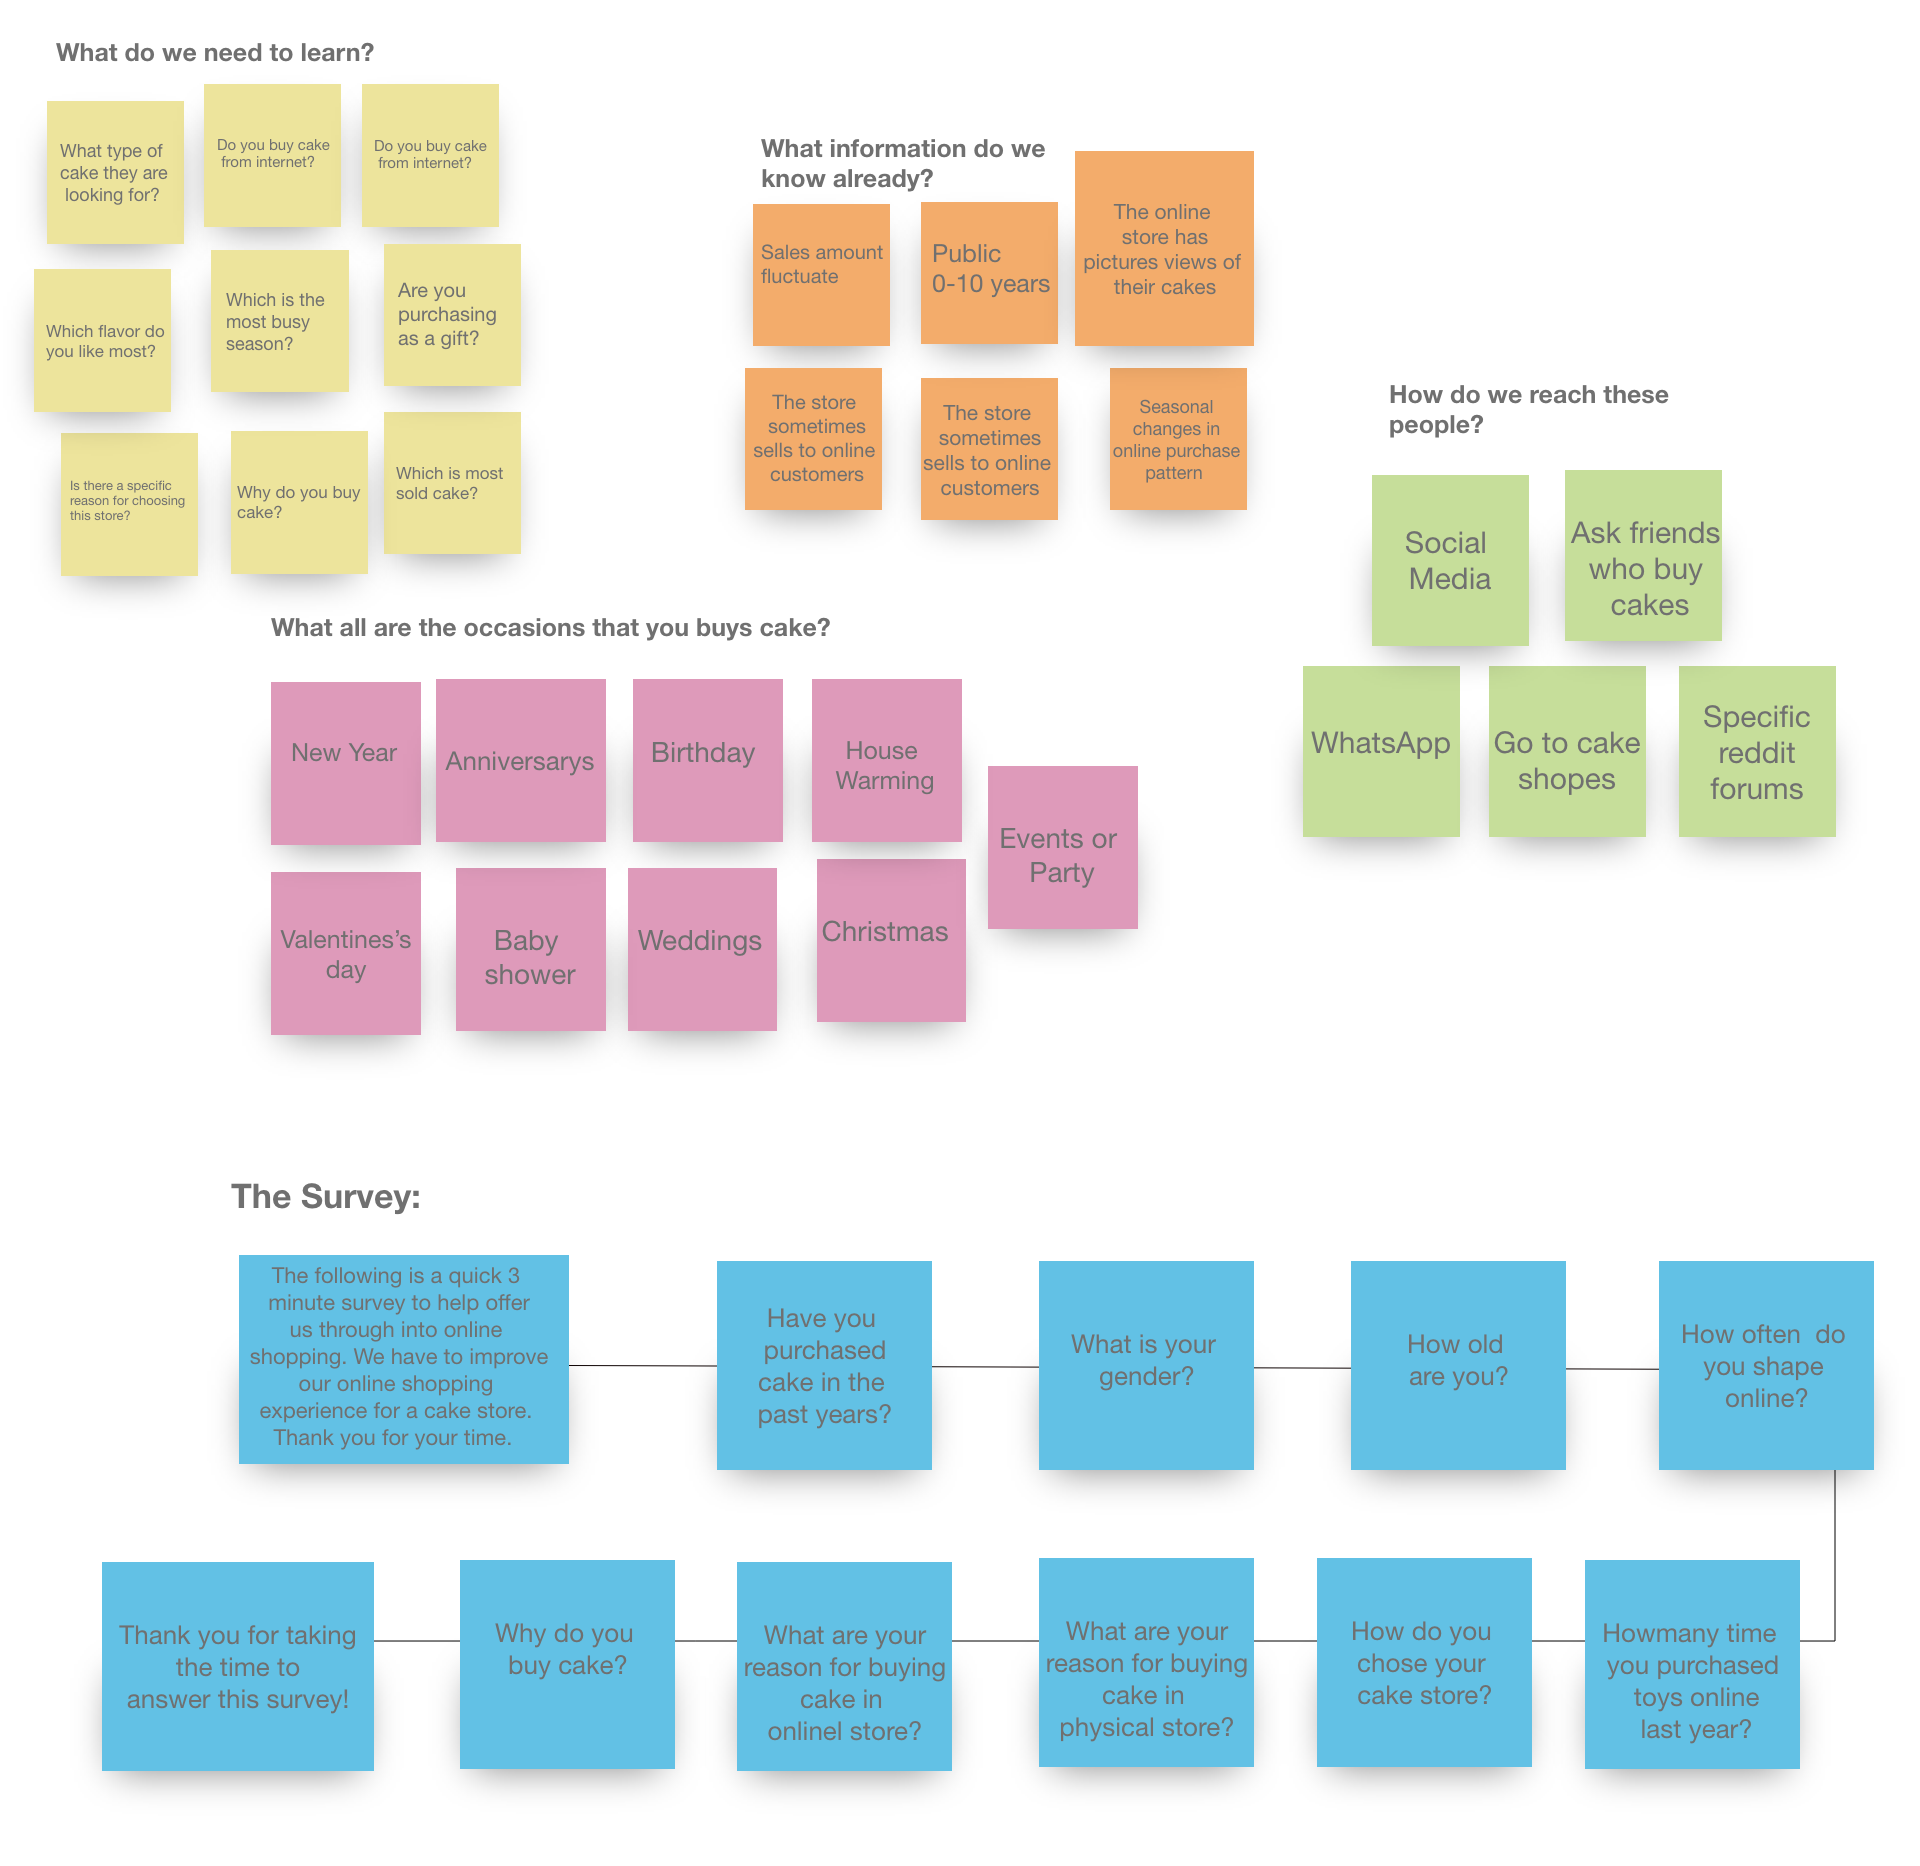 What do we need to learn?
What type of
cake they are
looking for?
Do you buy cake
from internet?
Do you buy cake
from internet?
Which flavor do
you like most?
Which is the
most busy
season?
Are you
purchasing
as a gift?
Is there a specific
reason for choosing
this store?
Why do you buy
cake?
Which is most
sold cake?
What information do we
know already?
Sales amount
fluctuate
Public
0-10 years
The online
store has
pictures views of
their cakes
The store
sometimes
sells to online
customers
The store
sometimes
sells to online
customers
Seasonal
changes in
online purchase
pattern
How do we reach these
people?
Social
Media
Ask friends
who buy
cakes
WhatsApp
Go to cake
shopes
Specific
reddit
forums
What all are the occasions that you buys cake?
New Year
Anniversarys
Birthday
House
Warming
Events or
Party
Valentines’s
day
Baby
shower
Weddings
Christmas
The Survey:
The following is a quick 3
minute survey to help offer
us through into online
shopping. We have to improve
our online shopping
experience for a cake store.
Thank you for your time.
Have you
purchased
cake in the
past years?
What is your
gender?
How old
are you?
How often  do
you shape
online?
Howmany time
you purchased
toys online
last year?
How do you
chose your
cake store?
What are your
reason for buying
cake in
physical store?
What are your
reason for buying
cake in
onlinel store?
Why do you
buy cake?
Thank you for taking
the time to
answer this survey!